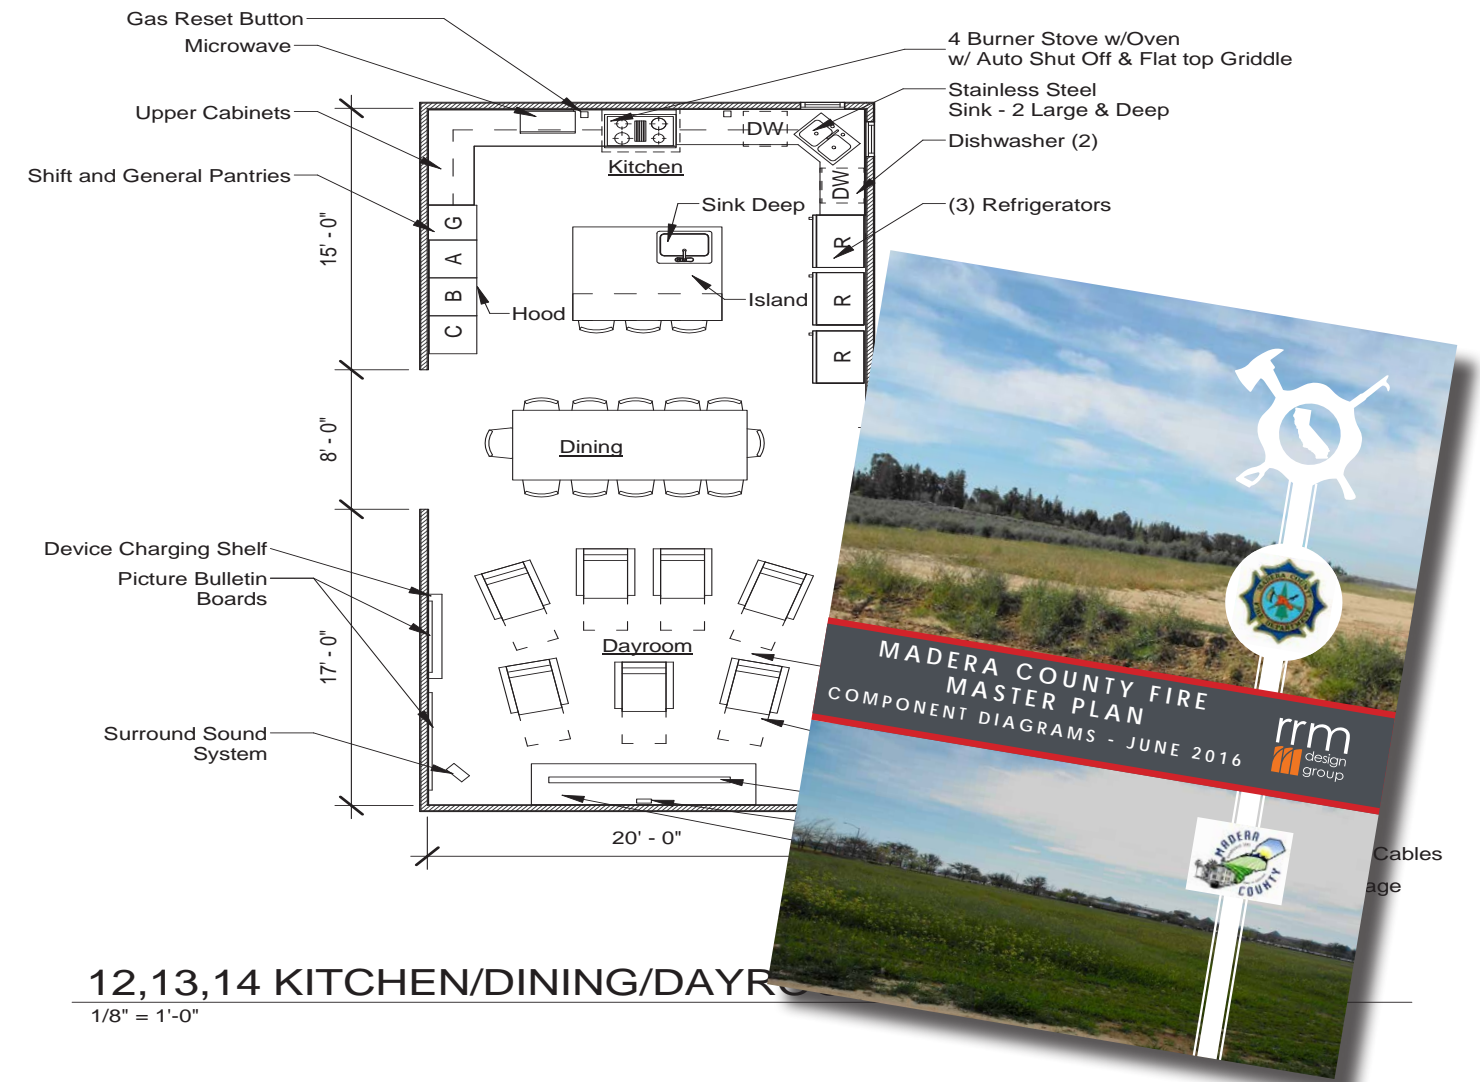 Gas Reset Button
Microwave
Upper Cabinets
Shift and General Pantries
4 Burner Stove w/Oven
w/ Auto Shut Off & Flat top Griddle
Stainless Steel
Sink - 2 Large & Deep
Dishwasher (2)
(3) Refrigerators
DW
DW
Kitchen
Sink Deep
Island
Hood
G
A
B
C
R
R
R
15' - 0"
8' - 0"
17' - 0"
Dining
Device Charging Shelf
Picture Bulletin
Boards
Dayroom
Surround Sound
System
20' - 0"
MADERA COUNTY
FIRE DEPARTMENT
MADERA COUNTY FIRE
MASTER PLAN
COMPONENT DIAGRAMS - JUNE 2016
rrm
design
group
MADERA
COUNTY
Cables
age
12,13,14 KITCHEN/DINING/DAYR
1/8" = 1'-0"